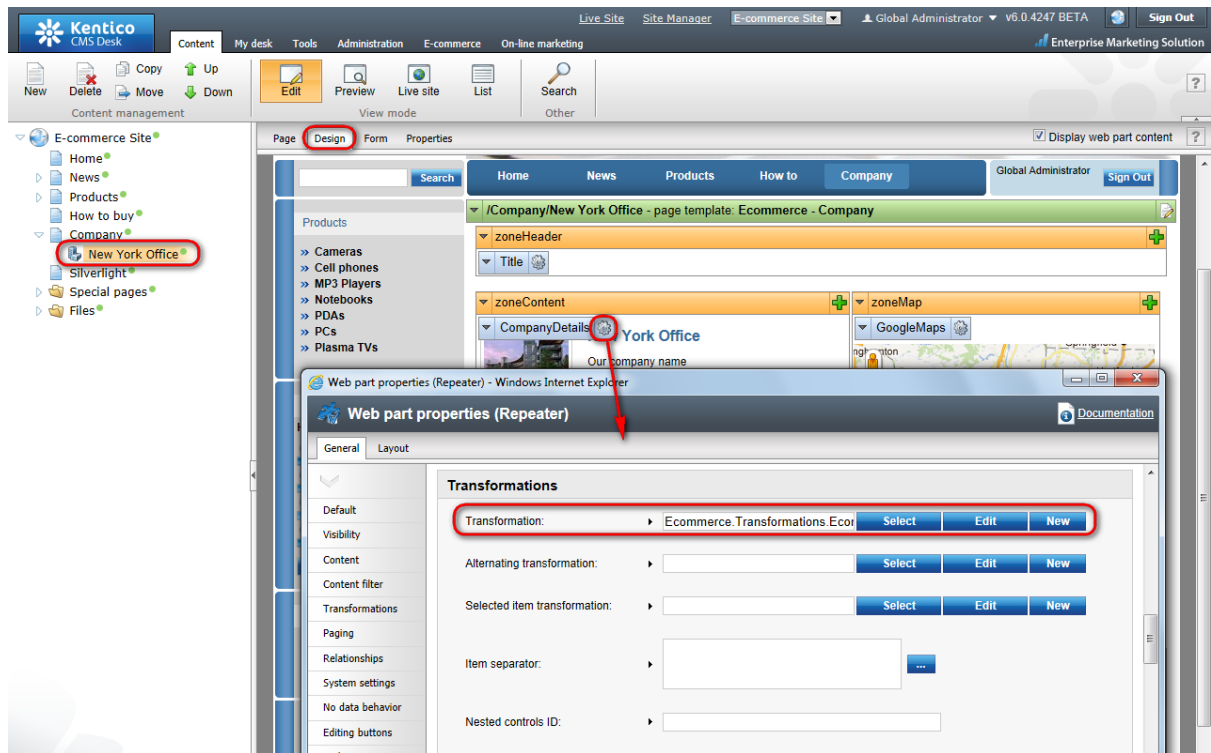 Kentico
CMS Desk
Live Site Site Manager E-commerce Site Global Administrator v6.0.4247 BETA Sign Out
Content My desk Tools Administration E-commerce On-line marketing Enterprise Marketing Solution
New Delete Copy Move Up Down
Content management
Edit Preview Live site
View mode
List Search
Other
?
E-commerce Site
Home
News
Products
How to buy
Company
New York Office
Silverlight
Special pages
Files
Page Design Form Properties Display web part content ?
Search Home News Products How to Company Global Administrator Sign Out
/Company/New York Office - page template: Ecommerce - Company
Products
» Cameras
» Cell phones
» MP3 Players
» Notebooks
» PDAs
» PCs
» Plasma TVs
zoneHeader
Title
zoneContent zoneMap
CompanyDetails York Office GoogleMaps
Our company name
Web part properties (Repeater) - Windows Internet Explorer
Web part properties (Repeater) Documentation
General Layout
Default
Visibility
Content
Content filter
Transformations
Paging
Relationships
System settings
No data behavior
Editing buttons
Transformations
Transformation: Ecommerce.Transformations.Ecor Select Edit New
Alternating transformation: Select Edit New
Selected item transformation: Select Edit New
Item separator: ...
Nested controls ID: